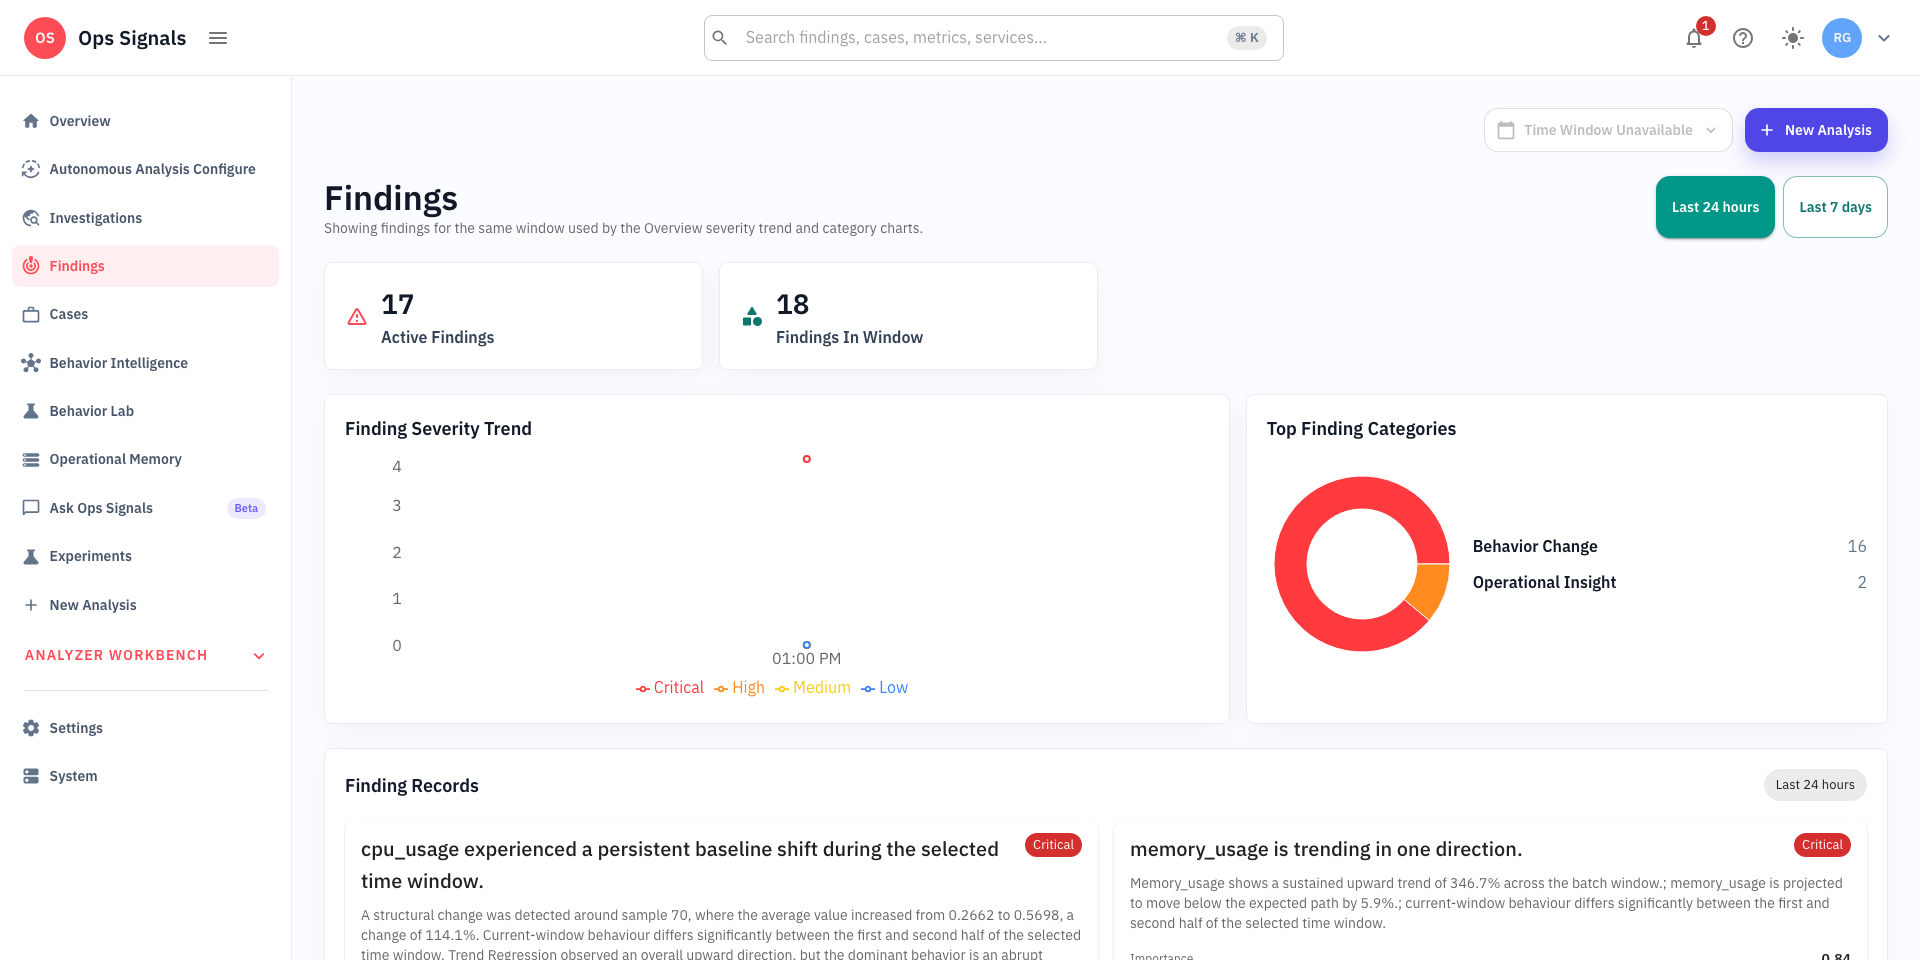 OS
Ops Signals
Search findings, cases, metrics, services...
⌘ K
1
RG
Overview
Autonomous Analysis Configure
Investigations
Findings
Cases
Behavior Intelligence
Behavior Lab
Operational Memory
Ask Ops Signals
Beta
Experiments
New Analysis
ANALYZER WORKBENCH
Settings
System
Time Window Unavailable
New Analysis
Findings
Showing findings for the same window used by the Overview severity trend and category charts.
Last 24 hours
Last 7 days
17
Active Findings
18
Findings In Window
Finding Severity Trend
4
3
2
1
0
01:00 PM
Critical
High
Medium
Low
Top Finding Categories
Behavior Change
16
Operational Insight
2
Finding Records
Last 24 hours
cpu_usage experienced a persistent baseline shift during the selected
time window.
Critical
A structural change was detected around sample 70, where the average value increased from 0.2662 to 0.5698, a
change of 114.1%. Current-window behaviour differs significantly between the first and second half of the selected
time window. Trend Regression observed an overall upward direction, but the dominant behavior is an abrupt
memory_usage is trending in one direction.
Critical
Memory_usage shows a sustained upward trend of 346.7% across the batch window.; memory_usage is projected
to move below the expected path by 5.9%.; current-window behaviour differs significantly between the first and
second half of the selected time window.
Importance
0.84